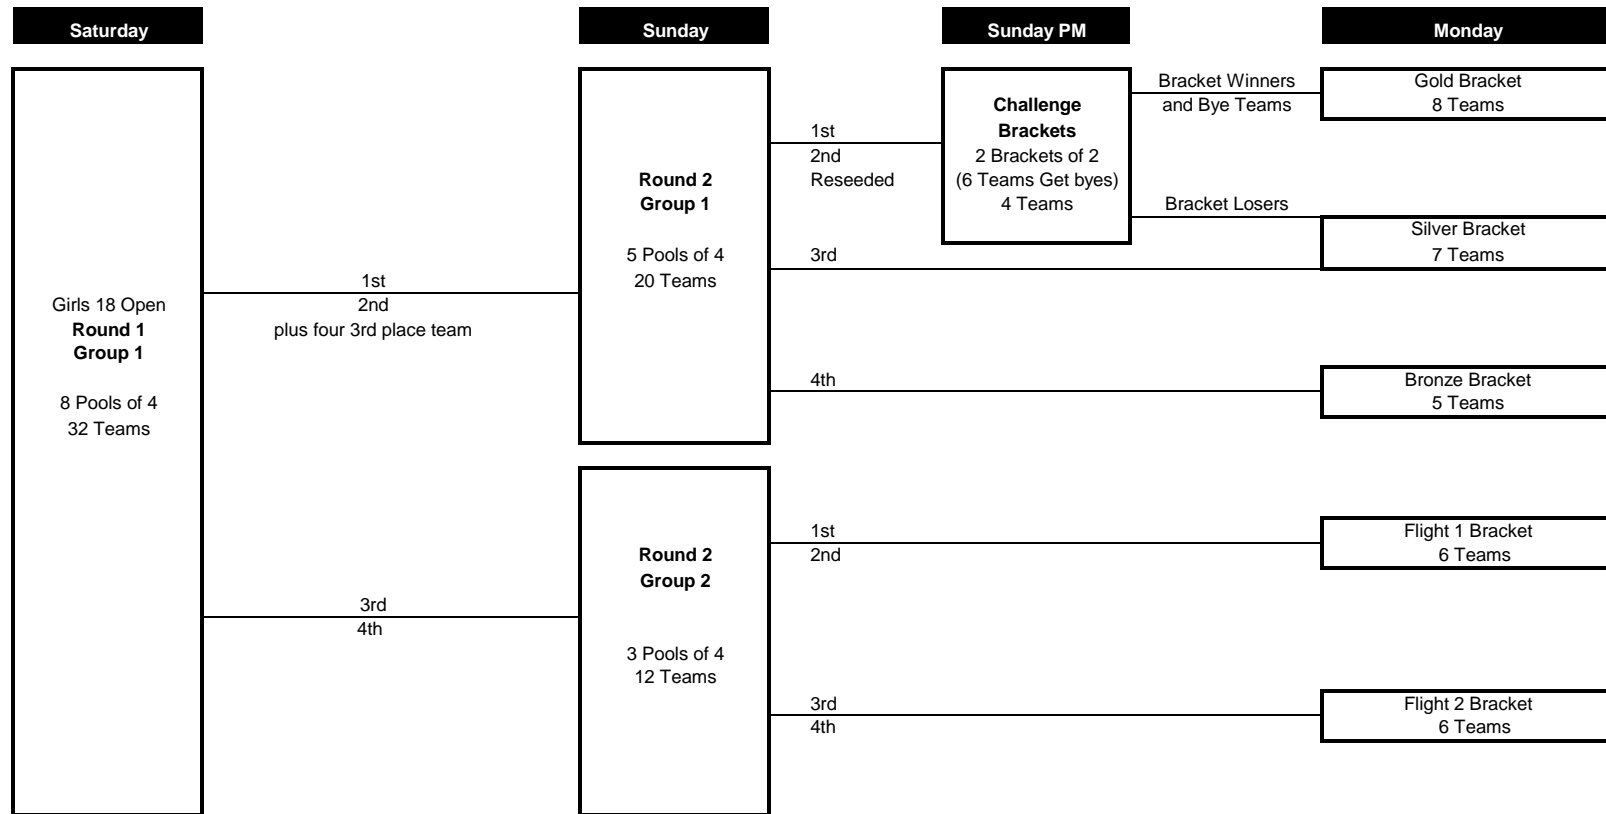 Saturday
Sunday
Sunday PM
Monday
Girls 18 Open
Round 1
Group 1
8 Pools of 4
32 Teams
1st
2nd
plus four 3rd place team
3rd
4th
Round 2
Group 1
5 Pools of 4
20 Teams
1st
2nd
Reseeded
3rd
4th
Challenge
Brackets
2 Brackets of 2
(6 Teams Get byes)
4 Teams
Bracket Winners
and Bye Teams
Bracket Losers
Gold Bracket
8 Teams
Silver Bracket
7 Teams
Bronze Bracket
5 Teams
Round 2
Group 2
3 Pools of 4
12 Teams
1st
2nd
3rd
4th
Flight 1 Bracket
6 Teams
Flight 2 Bracket
6 Teams